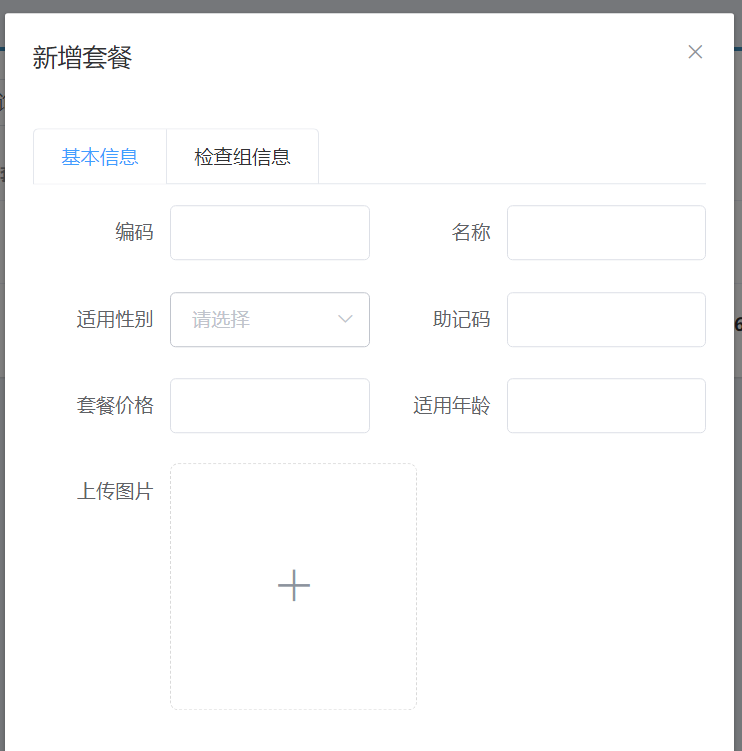 新增套餐
基本信息 检查组信息
编码 名称
适用性别 请选择 助记码
套餐价格 适用年龄
上传图片